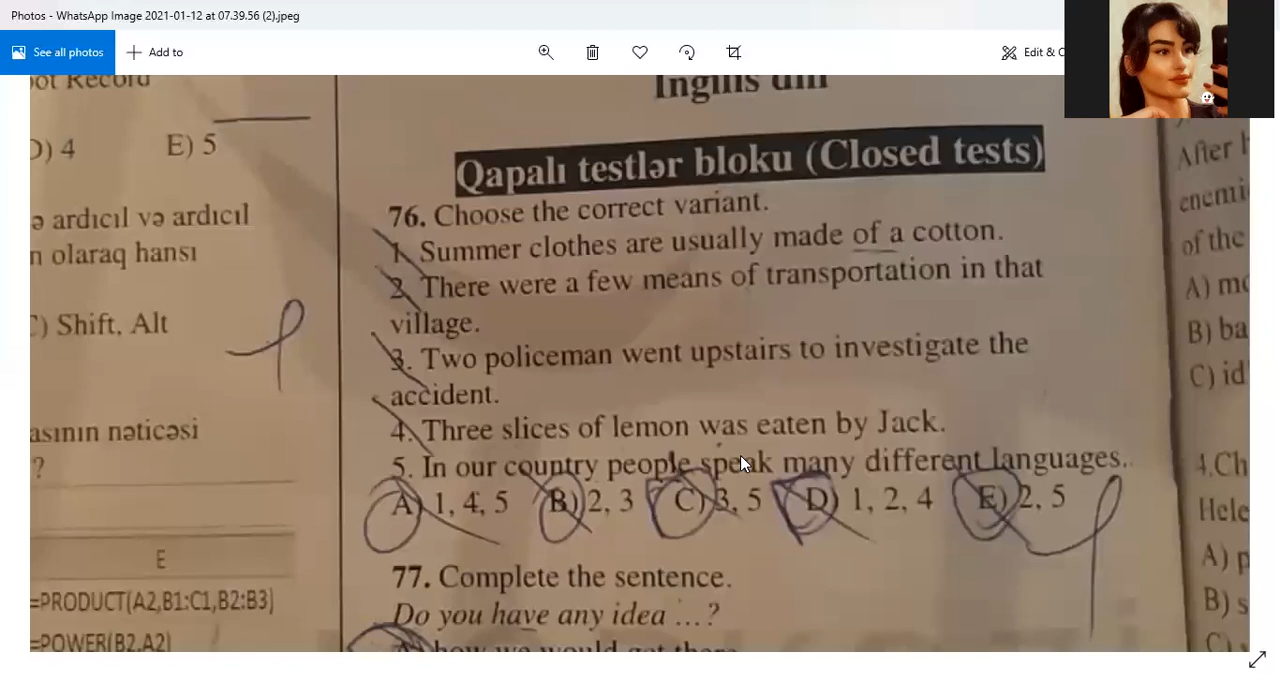 Photos - WhatsApp Image 2021-01-12 at 07.39.56 (2).jpeg
See all photos
Add to
Edit &
Record
D) 4 E) 5
ə ardıcıl və ardıcıl
n olaraq hansı
C) Shift, Alt
asının nəticəsi
?
E
=PRODUCT(A2,B1:C1,B2:B3)
=POWER(B2,A2)
Qapalı testlər bloku (Closed tests)
76. Choose the correct variant.
1. Summer clothes are usually made of a cotton.
2. There were a few means of transportation in that
village.
3. Two policeman went upstairs to investigate the
accident.
4. Three slices of lemon was eaten by Jack.
5. In our country people speak many different languages.
A) 1, 4, 5 B) 2, 3 C) 3, 5 D) 1, 2, 4 E) 2, 5
77. Complete the sentence.
Do you have any idea ...?
A) how we would get there
After
of the
A)
B)
C)
4.
A)
B)
C)